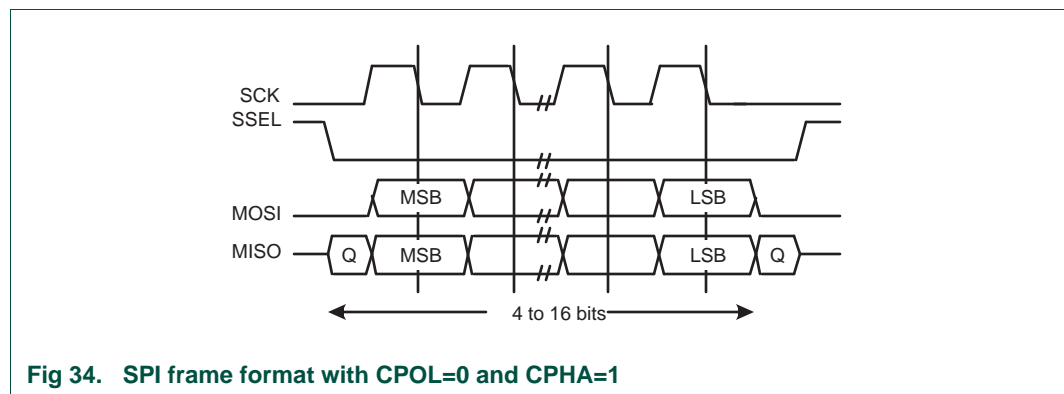 SCK
SSEL
MOSI MSB LSB
MISO Q MSB LSB Q
4 to 16 bits
Fig 34. SPI frame format with CPOL=0 and CPHA=1